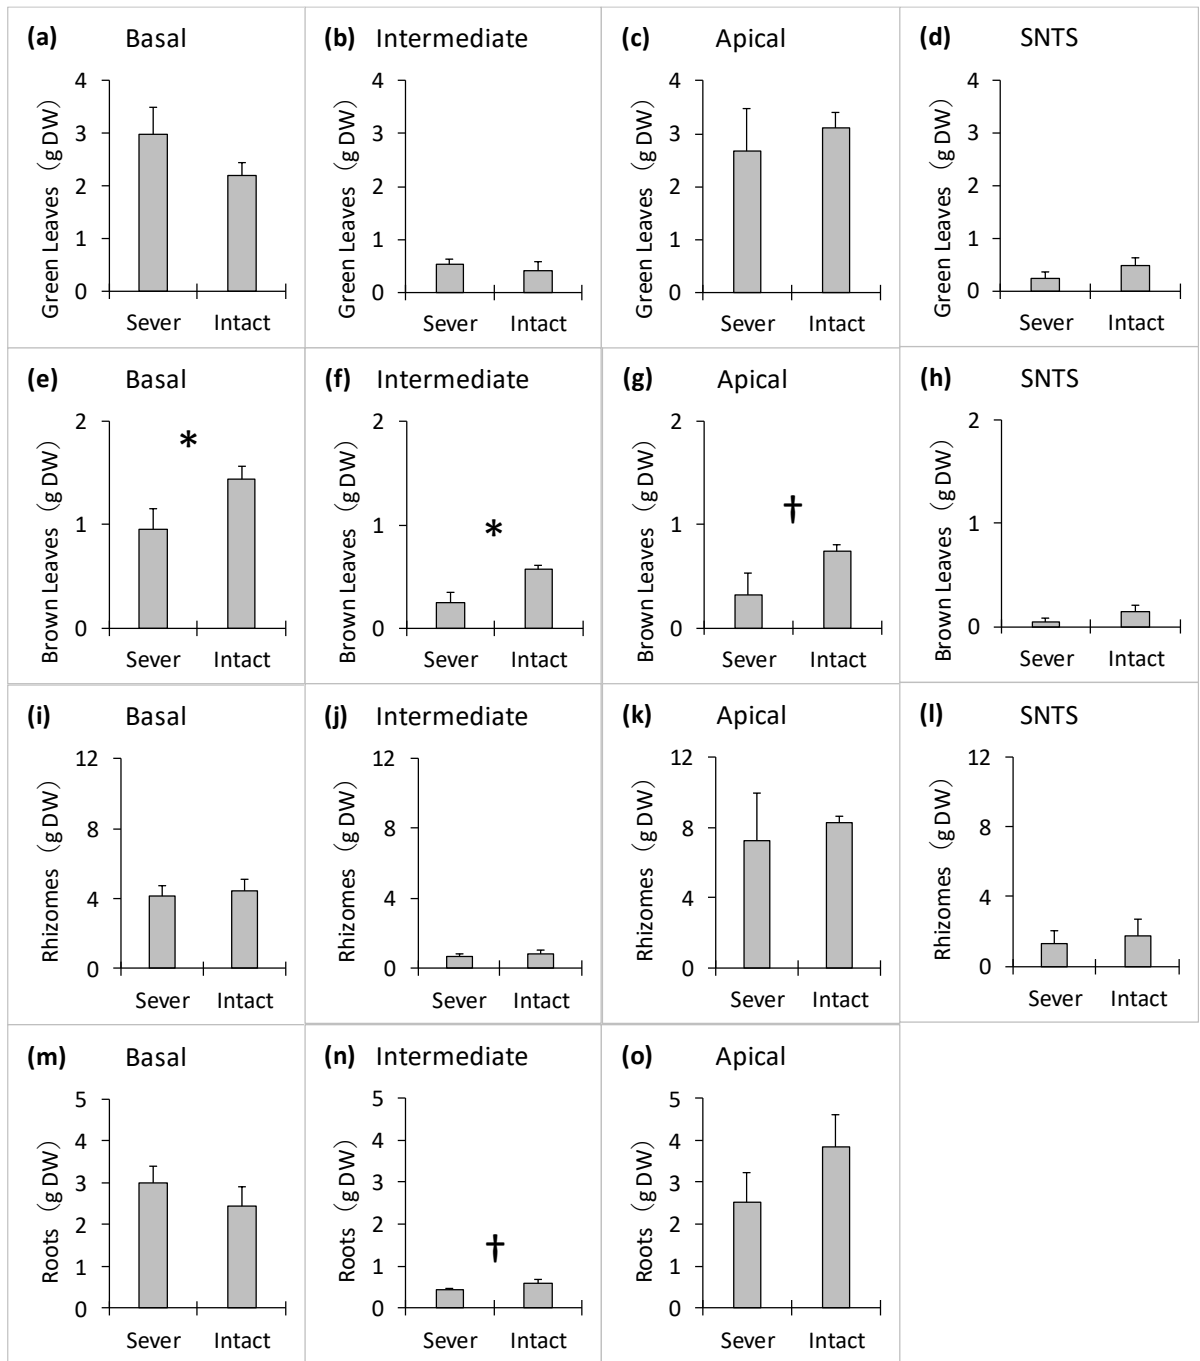 (a) Basal
Green Leaves (g DW)
4
3
2
1
0
Sever Intact
(b) Intermediate
Green Leaves (g DW)
4
3
2
1
0
Sever Intact
(c) Apical
Green Leaves (g DW)
4
3
2
1
0
Sever Intact
(d) SNTS
Green Leaves (g DW)
4
3
2
1
0
Sever Intact
(e) Basal
Brown Leaves (g DW)
2
1
0
*
Sever Intact
(f) Intermediate
Brown Leaves (g DW)
2
1
0
*
Sever Intact
(g) Apical
Brown Leaves (g DW)
2
1
0
†
Sever Intact
(h) SNTS
Brown Leaves (g DW)
2
1
0
Sever Intact
(i) Basal
Rhizomes (g DW)
12
8
4
0
Sever Intact
(j) Intermediate
Rhizomes (g DW)
12
8
4
0
Sever Intact
(k) Apical
Rhizomes (g DW)
12
8
4
0
Sever Intact
(l) SNTS
Rhizomes (g DW)
12
8
4
0
Sever Intact
(m) Basal
Roots (g DW)
5
4
3
2
1
0
Sever Intact
(n) Intermediate
Roots (g DW)
5
4
3
2
1
0
†
Sever Intact
(o) Apical
Roots (g DW)
5
4
3
2
1
0
Sever Intact